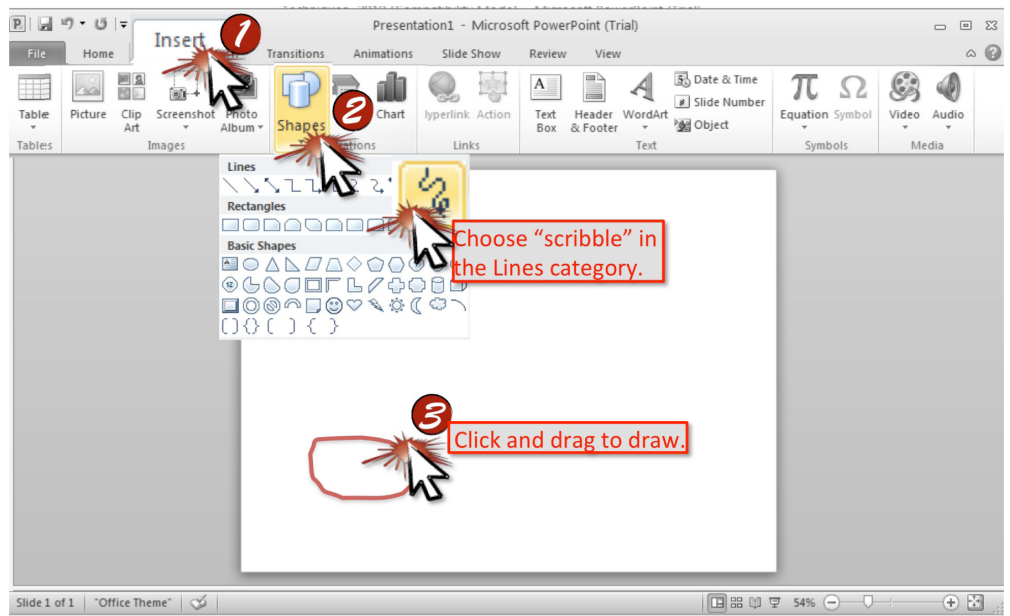 Presentation1 - Microsoft PowerPoint (Trial)
File Home Insert Transitions Animations Slide Show Review View
1
Table Picture Clip Art Screenshot Photo Album Shapes Chart Hyperlink Action Text Box Header & Footer WordArt Date & Time Slide Number Object Equation Symbol Video Audio
2
Tables Images Links Text Symbols Media
Lines
Rectangles
Basic Shapes
Choose “scribble” in
the Lines category.
3
Click and drag to draw.
Slide 1 of 1 "Office Theme" 54%